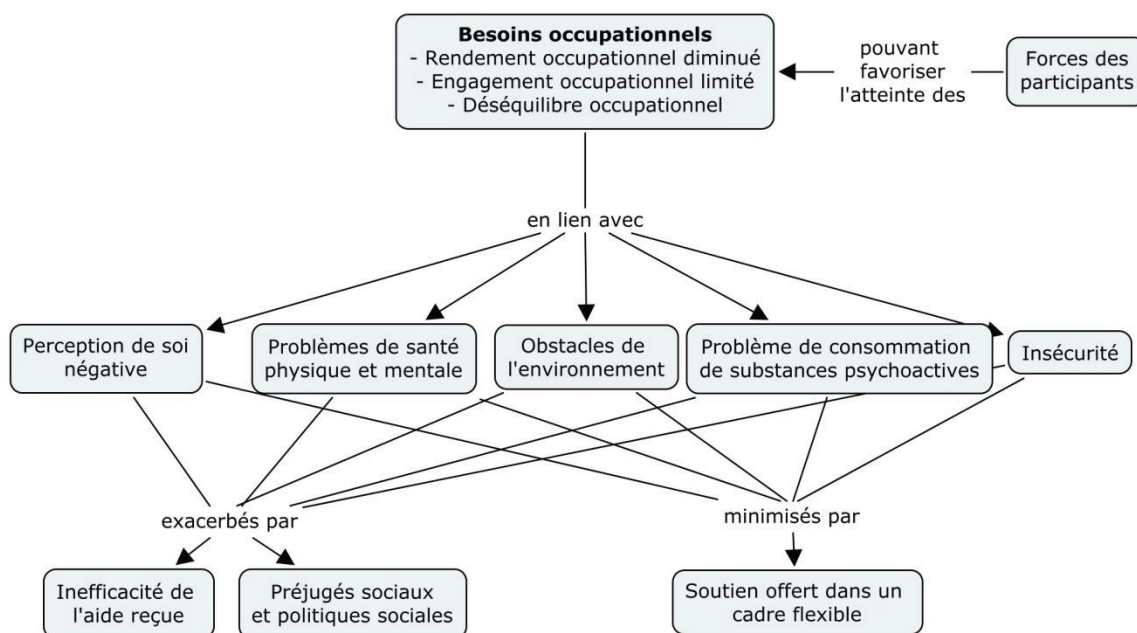 Besoins occupationnels
- Rendement occupationnel diminué
- Engagement occupationnel limité
- Déséquilibre occupationnel
pouvant
favoriser
l'atteinte des
Forces des
participants
en lien avec
Perception de soi
négative
Problèmes de santé
physique et mentale
Obstacles de
l'environnement
Problème de consommation
de substances psychoactives
Insécurité
exacerbés par
minimisés par
Inefficacité de
l'aide reçue
Préjugés sociaux
et politiques sociales
Soutien offert dans un
cadre flexible